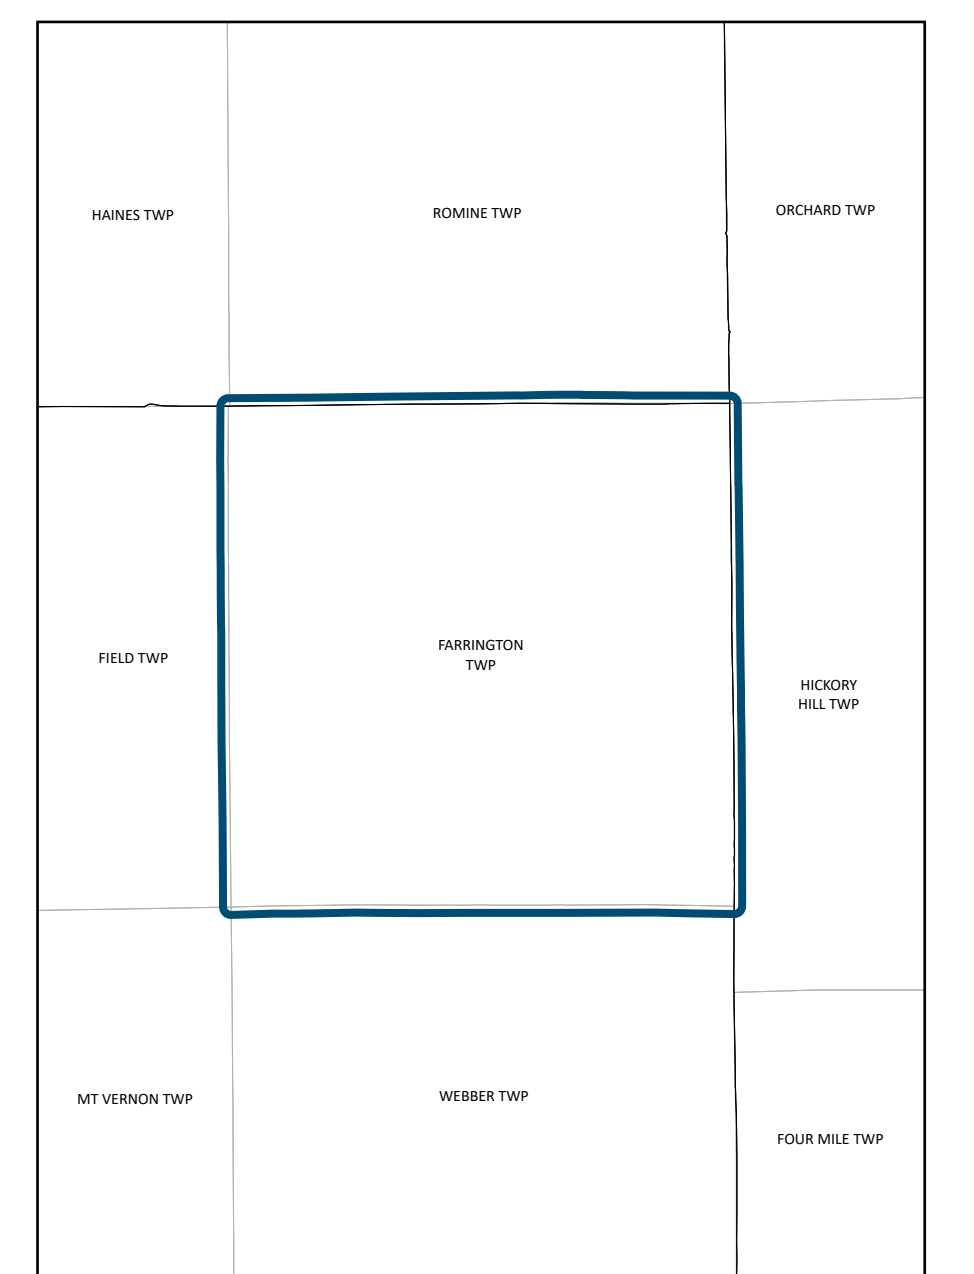 HAINES TWP
ROMINE TWP
ORCHARD TWP
FIELD TWP
FARRINGTON
TWP
HICKORY
HILL TWP
MT VERNON TWP
WEBBER TWP
FOUR MILE TWP